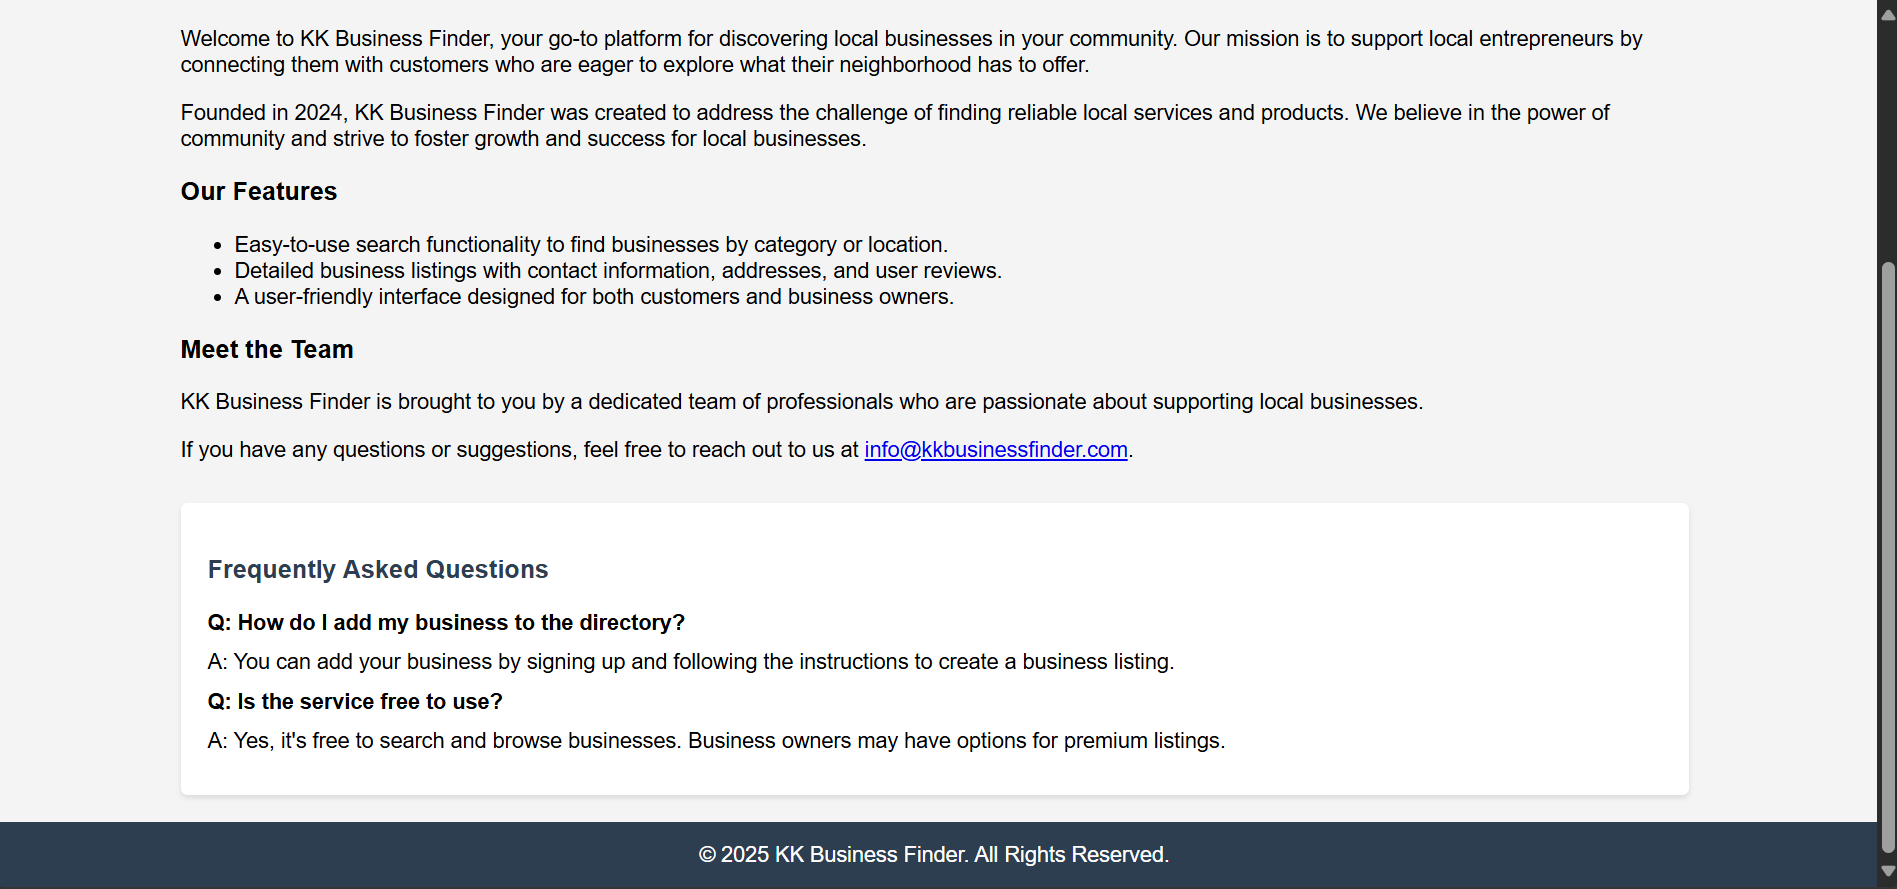 Welcome to KK Business Finder, your go-to platform for discovering local businesses in your community. Our mission is to support local entrepreneurs by
connecting them with customers who are eager to explore what their neighborhood has to offer.
Founded in 2024, KK Business Finder was created to address the challenge of finding reliable local services and products. We believe in the power of
community and strive to foster growth and success for local businesses.
Our Features
• Easy-to-use search functionality to find businesses by category or location.
• Detailed business listings with contact information, addresses, and user reviews.
• A user-friendly interface designed for both customers and business owners.
Meet the Team
KK Business Finder is brought to you by a dedicated team of professionals who are passionate about supporting local businesses.
If you have any questions or suggestions, feel free to reach out to us at info@kkbusinessfinder.com.
Frequently Asked Questions
Q: How do I add my business to the directory?
A: You can add your business by signing up and following the instructions to create a business listing.
Q: Is the service free to use?
A: Yes, it's free to search and browse businesses. Business owners may have options for premium listings.
© 2025 KK Business Finder. All Rights Reserved.